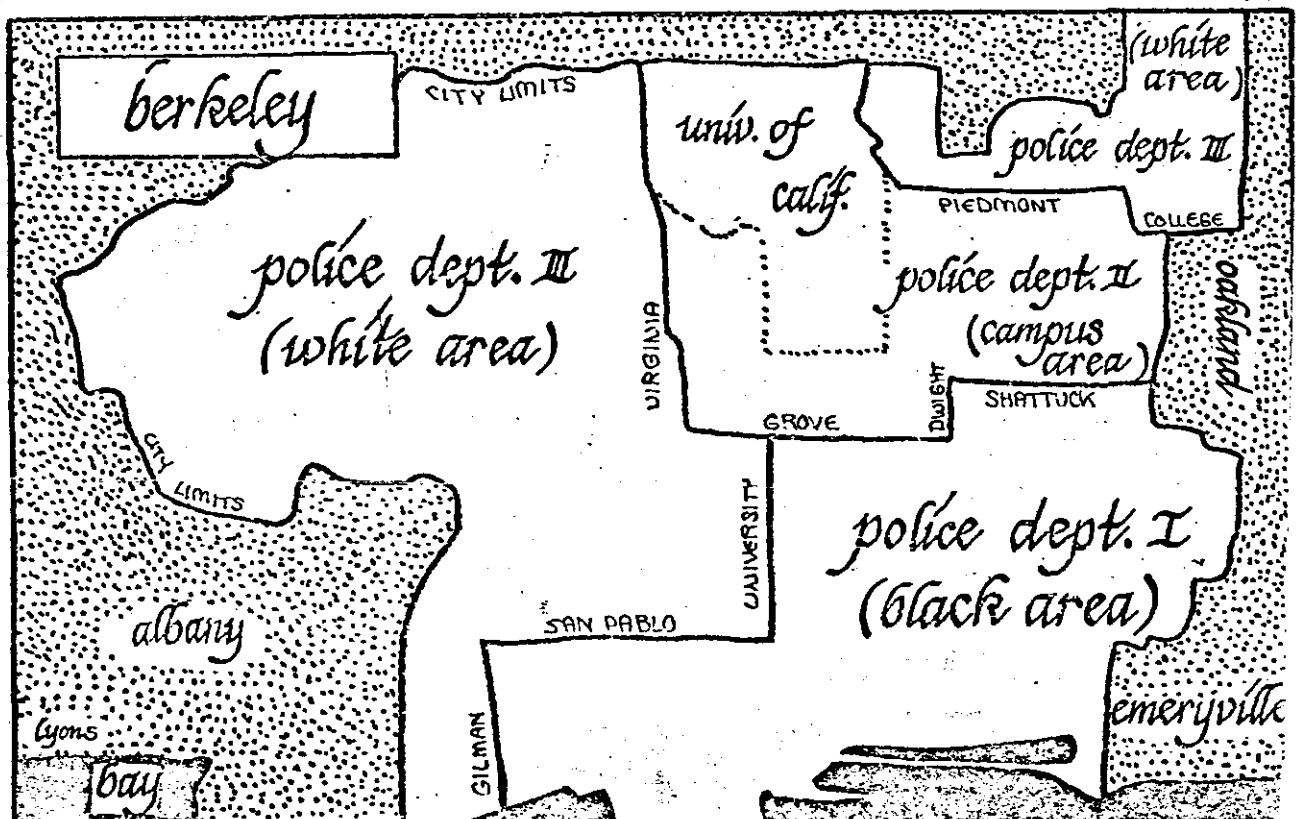 berkeley
CITY LIMITS
univ. of
calif.
(white
area)
police dept. III
PIEDMONT
COLLEGE
police dept. III
(white area)
police dept. II
(campus
area)
oakland
VIRGINIA
DWIGHT
SHATTUCK
GROVE
CITY LIMITS
UNIVERSITY
police dept. I
(black area)
SAN PABLO
albany
GILMAN
emeryville
Lyons
bay